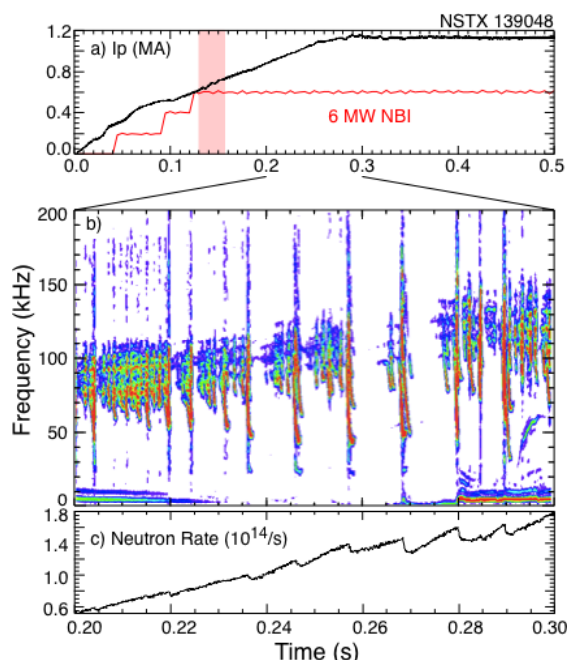 NSTX 139048
a) Ip (MA)
1.2
0.8
0.4
0.0
6 MW NBI
0.0 0.1 0.2 0.3 0.4 0.5
b)
200
150
100
50
0
Frequency (kHz)
c) Neutron Rate (10¹⁴/s)
1.8
1.4
1.0
0.6
0.20 0.22 0.24 0.26 0.28 0.30
Time (s)